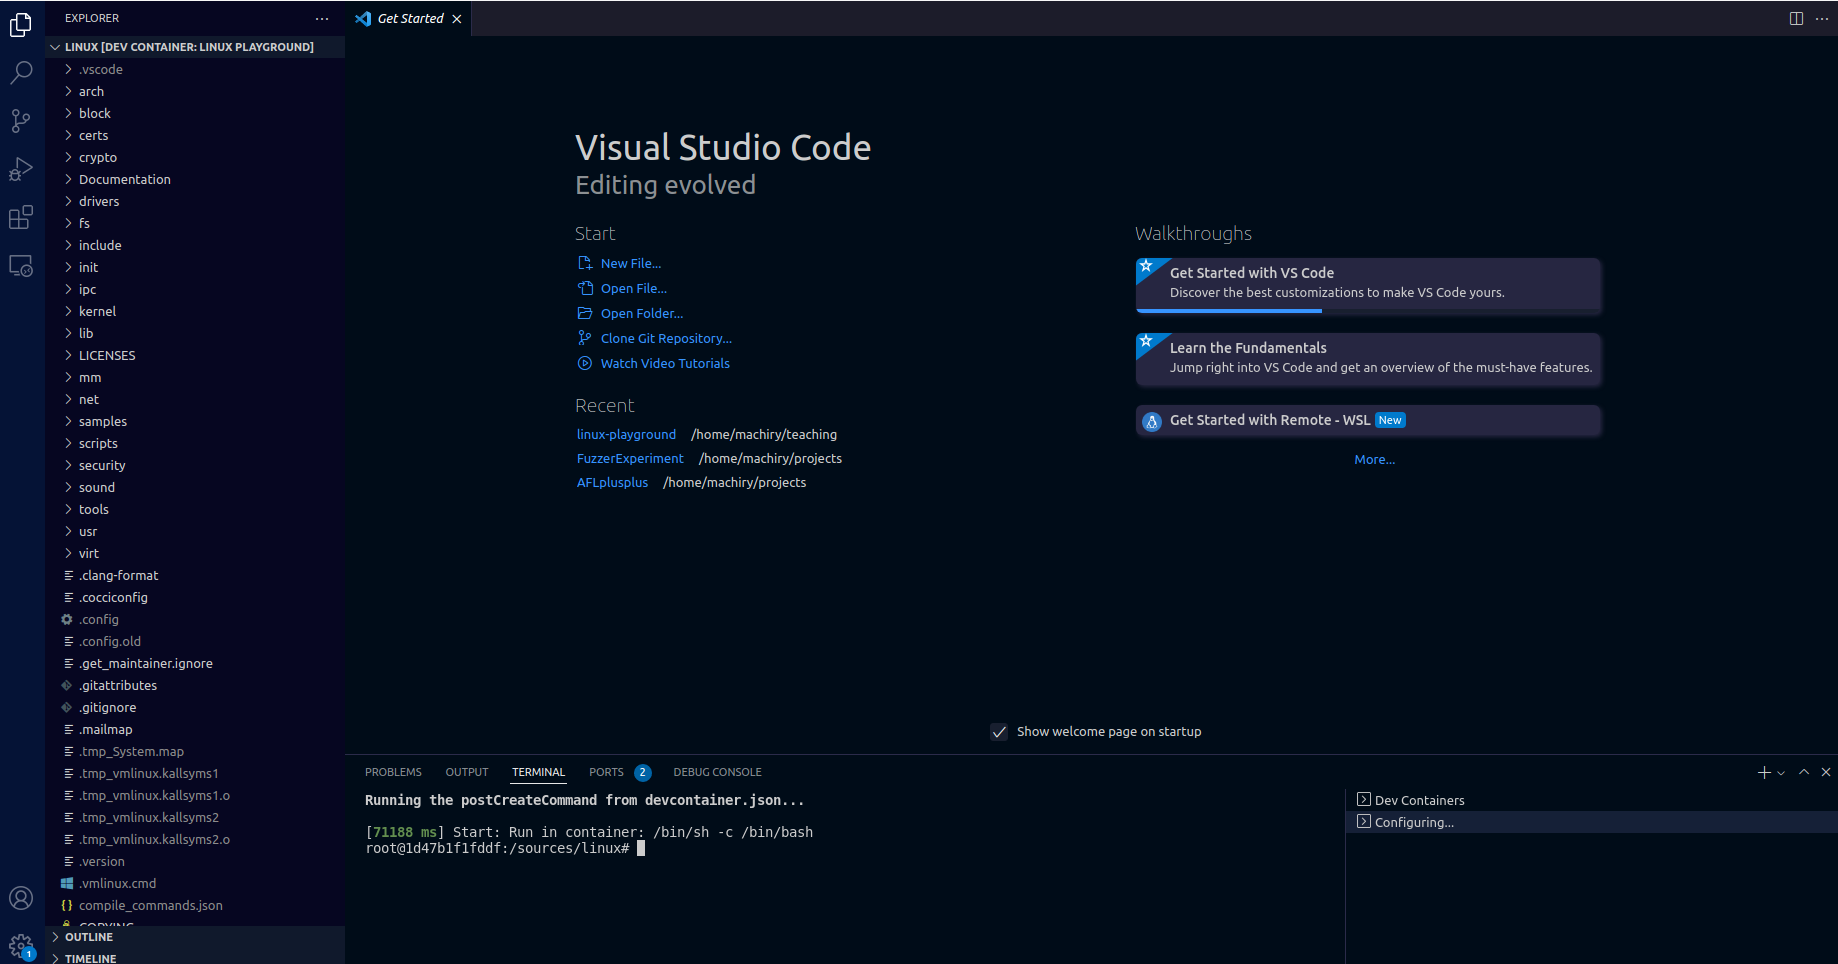 EXPLORER
LINUX [DEV CONTAINER: LINUX PLAYGROUND]
.vscode
arch
block
certs
crypto
Documentation
drivers
fs
include
init
ipc
kernel
lib
LICENSES
mm
net
samples
scripts
security
sound
tools
usr
virt
.clang-format
.cocciconfig
.config
.config.old
.get_maintainer.ignore
.gitattributes
.gitignore
.mailmap
.tmp_System.map
.tmp_vmlinux.kallsyms1
.tmp_vmlinux.kallsyms1.o
.tmp_vmlinux.kallsyms2
.tmp_vmlinux.kallsyms2.o
.version
.vmlinux.cmd
compile_commands.json
COPYING
OUTLINE
TIMELINE
1
Get Started
Visual Studio Code
Editing evolved
Start
New File...
Open File...
Open Folder...
Clone Git Repository...
Watch Video Tutorials
Recent
linux-playground /home/machiry/teaching
FuzzerExperiment /home/machiry/projects
AFLplusplus /home/machiry/projects
Walkthroughs
Get Started with VS Code
Discover the best customizations to make VS Code yours.
Learn the Fundamentals
Jump right into VS Code and get an overview of the must-have features.
Get Started with Remote - WSL New
More...
Show welcome page on startup
PROBLEMS OUTPUT TERMINAL PORTS 2 DEBUG CONSOLE
Running the postCreateCommand from devcontainer.json...
[71188 ms] Start: Run in container: /bin/sh -c /bin/bash
root@1d47b1f1fddf:/sources/linux#
Dev Containers
Configuring...